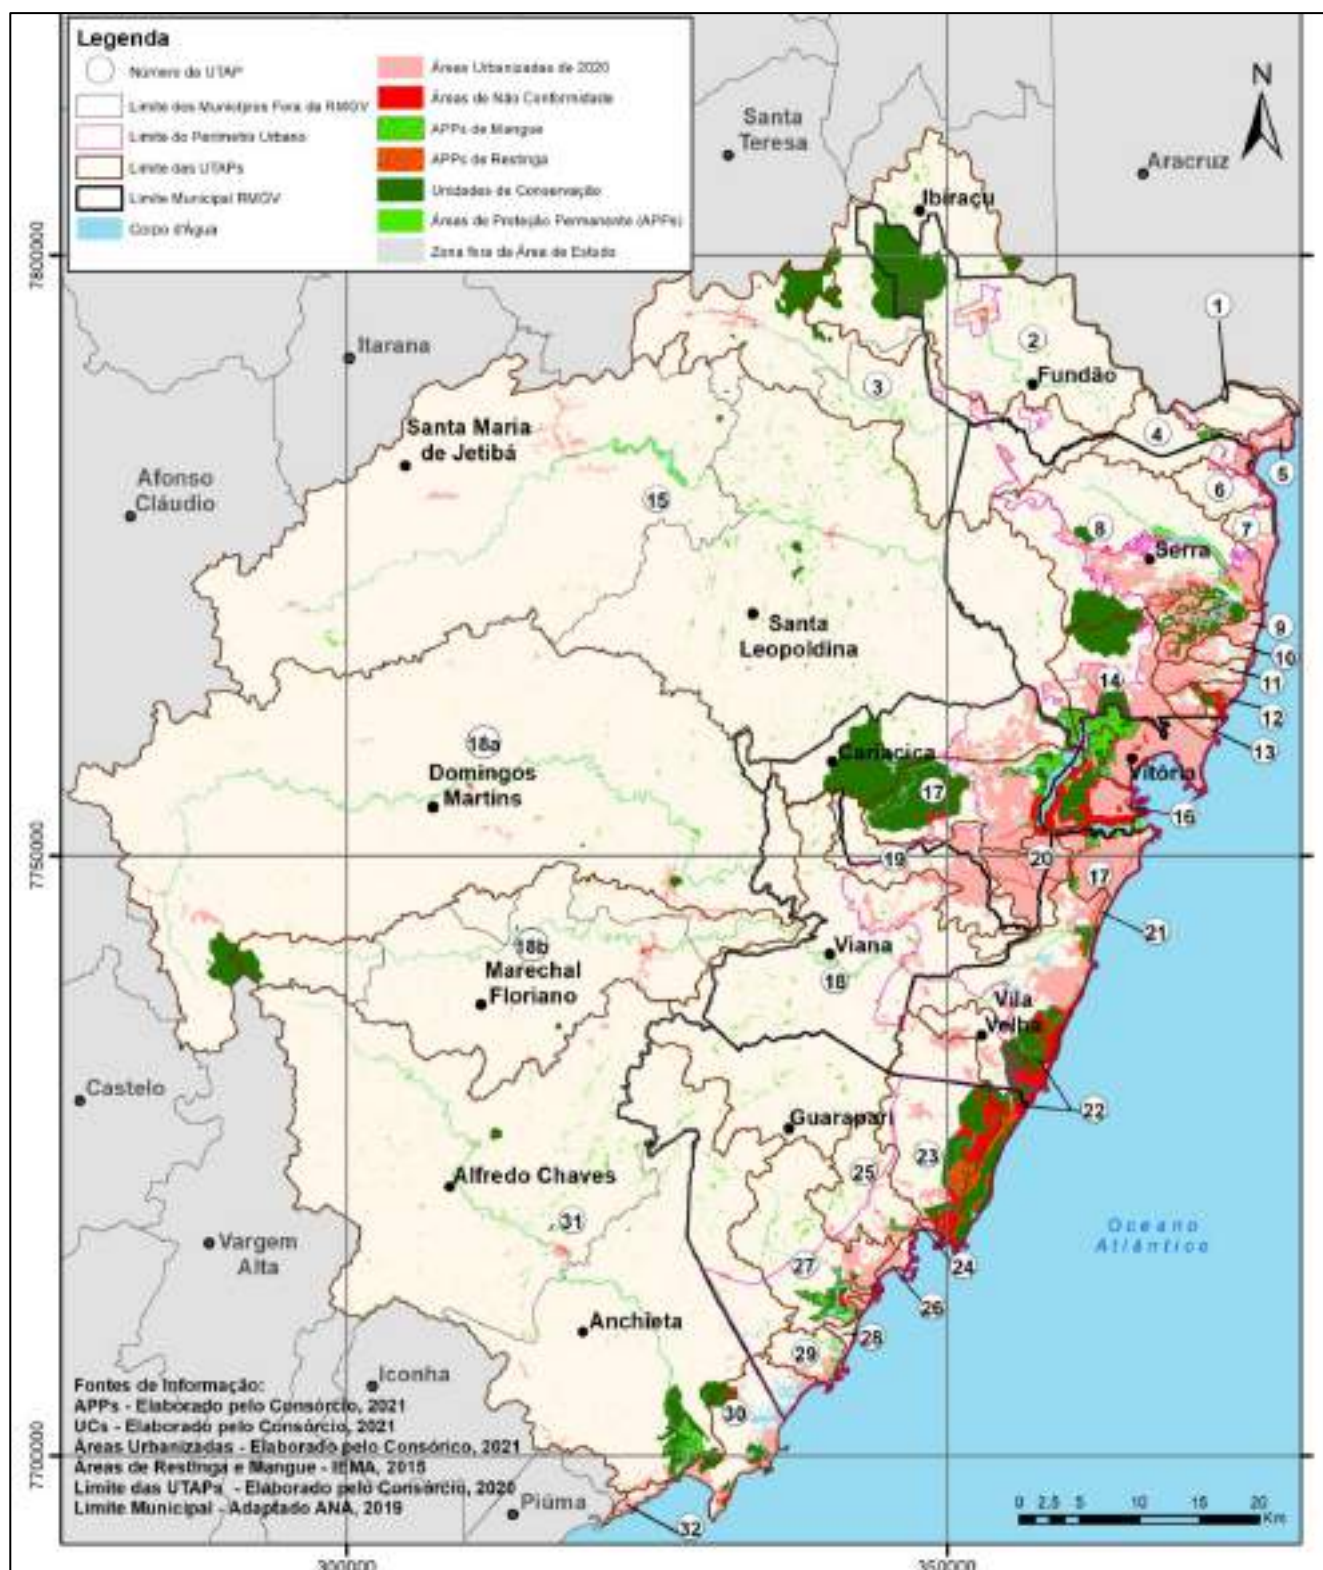 Legenda
Número da UTAP
Limite dos Municípios Fora da RMGV
Limite do Perímetro Urbano
Limite das UTAPs
Limite Municipal RMGV
Corpo d'Água
Áreas Urbanizadas de 2020
Áreas de Não Conformidade
APPs de Mangue
APPs de Restinga
Unidades de Conservação
Áreas de Proteção Permanente (APPs)
Zona fora da Área de Estudo
N
Santa
Teresa
Aracruz
Ibiraçu
7800000
1
Itarana
2
3
Fundão
Santa Maria
de Jetibá
4
5
Afonso
Cláudio
15
6
8
7
Serra
Santa
Leopoldina
9
10
11
14
12
13
18a
Cariacica
Vitória
Domingos
Martins
17
16
7750000
19
20
17
21
18b
Viana
18
Marechal
Floriano
Vila
Velha
Castelo
22
Guarapari
23
25
Alfredo Chaves
31
Vargem
Alta
Oceano
Atlântico
27
24
26
Anchieta
28
29
Iconha
30
Fontes de Informação:
APPs - Elaborado pelo Consórcio, 2021
UCs - Elaborado pelo Consórcio, 2021
Áreas Urbanizadas - Elaborado pelo Consórico, 2021
Áreas de Restinga e Mangue - IEMA, 2015
Limite das UTAPs - Elaborado pelo Consórcio, 2020
Limite Municipal - Adaptado ANA, 2019
7700000
Piúma
32
0 2.5 5 10 15 20
Km
300000
350000